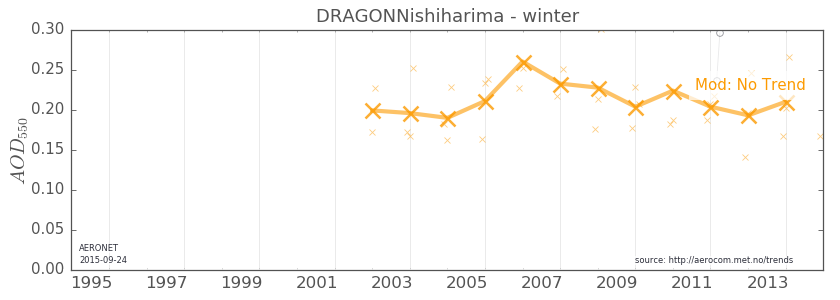 DRAGONNishiharima - winter
0.30
0.25
0.20
0.15
0.10
0.05
0.00
AOD550
Mod: No Trend
AERONET
2015-09-24
source: http://aerocom.met.no/trends
1995 1997 1999 2001 2003 2005 2007 2009 2011 2013